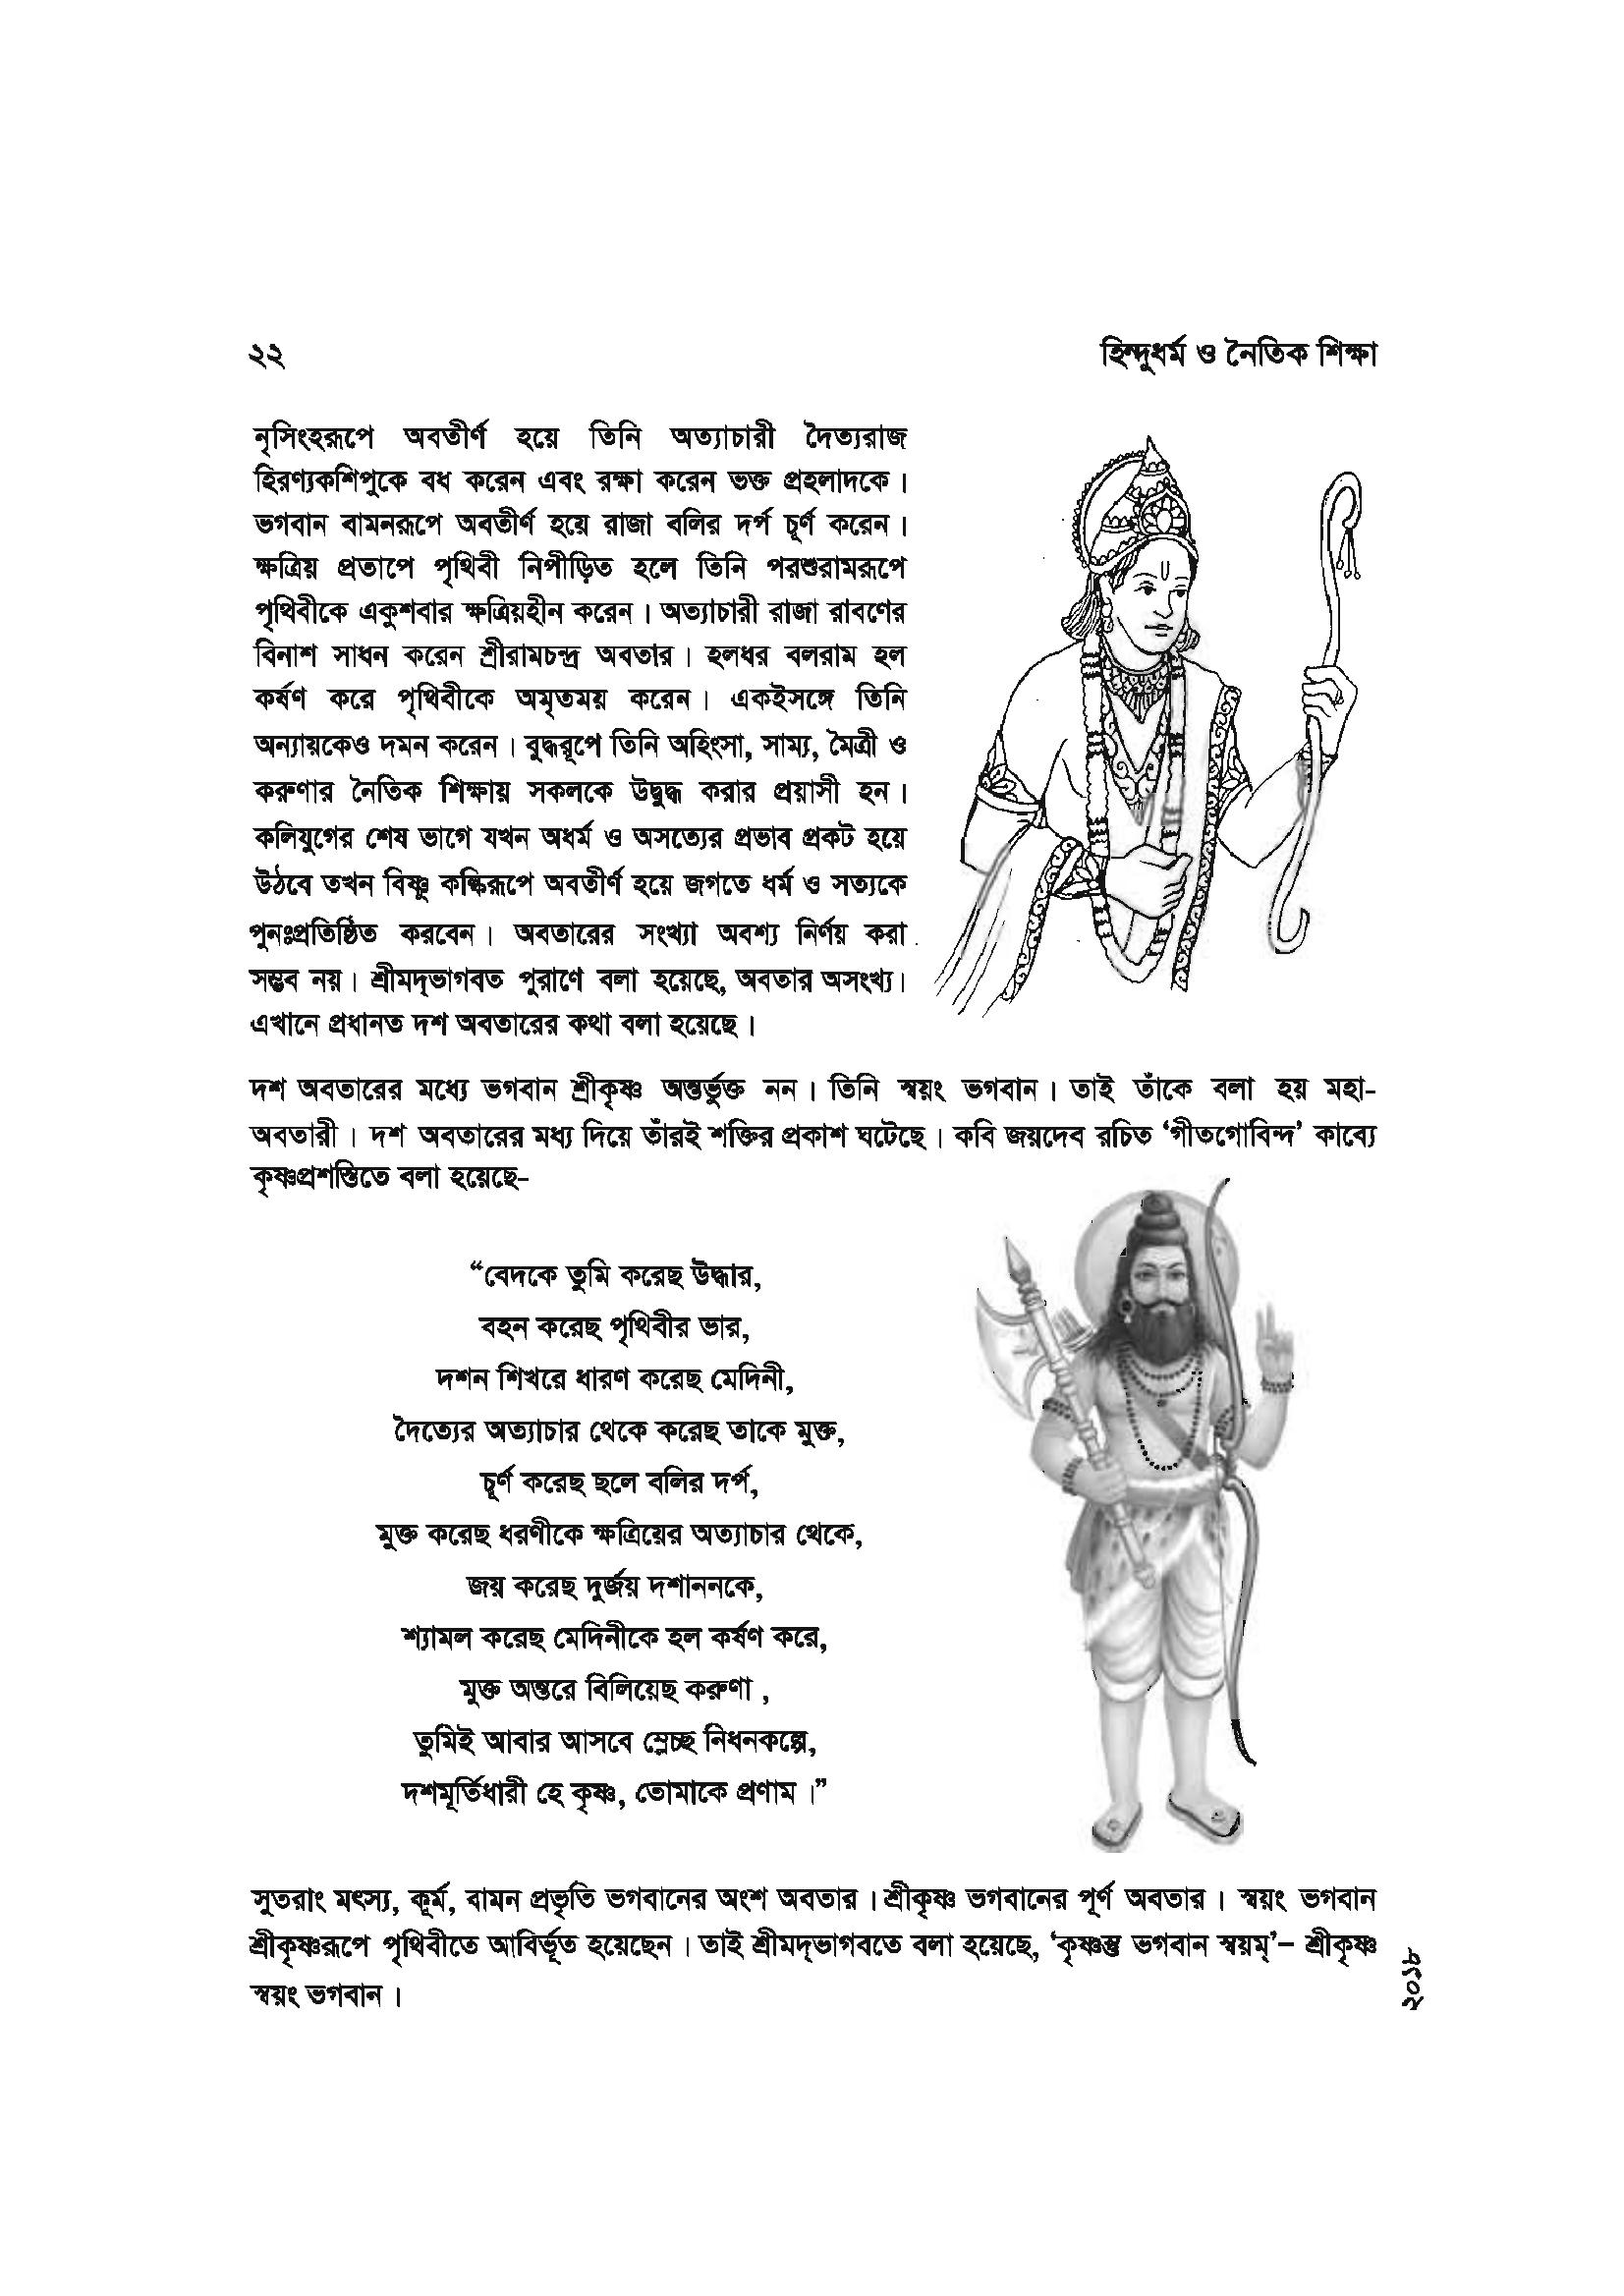 ২২
হিন্দুধর্ম ও নৈতিক শিক্ষা
নৃসিংহরূপে অবতীর্ণ হয়ে তিনি অত্যাচারী দৈত্যরাজ
হিরণ্যকশিপুকে বধ করেন এবং রক্ষা করেন ভক্ত প্রহলাদকে।
ভগবান বামনরূপে অবতীর্ণ হয়ে রাজা বলির দর্প চূর্ণ করেন।
ক্ষত্রিয় প্রতাপে পৃথিবী নিপীড়িত হলে তিনি পরশুরামরূপে
পৃথিবীকে একুশবার ক্ষত্রিয়হীন করেন। অত্যাচারী রাজা রাবণের
বিনাশ সাধন করেন শ্রীরামচন্দ্র অবতার। হলধর বলরাম হল
কর্ষণ করে পৃথিবীকে অমৃতময় করেন। একইসঙ্গে তিনি
অন্যায়কেও দমন করেন। বুদ্ধরূপে তিনি অহিংসা, সাম্য, মৈত্রী ও
করুণার নৈতিক শিক্ষায় সকলকে উদ্বুদ্ধ করার প্রয়াসী হন।
কলিযুগের শেষ ভাগে যখন অধর্ম ও অসত্যের প্রভাব প্রকট হয়ে
উঠবে তখন বিষ্ণু কল্কিরূপে অবতীর্ণ হয়ে জগতে ধর্ম ও সত্যকে
পুনঃপ্রতিষ্ঠিত করবেন। অবতারের সংখ্যা অবশ্য নির্ণয় করা
সম্ভব নয়। শ্রীমদ্ভাগবত পুরাণে বলা হয়েছে, অবতার অসংখ্য।
এখানে প্রধানত দশ অবতারের কথা বলা হয়েছে।
দশ অবতারের মধ্যে ভগবান শ্রীকৃষ্ণ অন্তর্ভুক্ত নন। তিনি স্বয়ং ভগবান। তাই তাঁকে বলা হয় মহা-
অবতারী। দশ অবতারের মধ্য দিয়ে তাঁরই শক্তির প্রকাশ ঘটেছে। কবি জয়দেব রচিত ‘গীতগোবিন্দ’ কাব্যে
কৃষ্ণপ্রশস্তিতে বলা হয়েছে-
“বেদকে তুমি করেছ উদ্ধার,
বহন করেছ পৃথিবীর ভার,
দশন শিখরে ধারণ করেছ মেদিনী,
দৈত্যের অত্যাচার থেকে করেছ তাকে মুক্ত,
চূর্ণ করেছ ছলে বলির দর্প,
মুক্ত করেছ ধরণীকে ক্ষত্রিয়ের অত্যাচার থেকে,
জয় করেছ দুর্জয় দশাননকে,
শ্যামল করেছ মেদিনীকে হল কর্ষণ করে,
মুক্ত অন্তরে বিলিয়েছ করুণা ,
তুমিই আবার আসবে ম্লেচ্ছ নিধনকল্পে,
দশমূর্তিধারী হে কৃষ্ণ, তোমাকে প্রণাম।”
সুতরাং মৎস্য, কূর্ম, বামন প্রভৃতি ভগবানের অংশ অবতার। শ্রীকৃষ্ণ ভগবানের পূর্ণ অবতার। স্বয়ং ভগবান
শ্রীকৃষ্ণরূপে পৃথিবীতে আবির্ভূত হয়েছেন। তাই শ্রীমদ্ভাগবতে বলা হয়েছে, ‘কৃষ্ণস্তু ভগবান স্বয়ম্’– শ্রীকৃষ্ণ
স্বয়ং ভগবান।
২০১৮